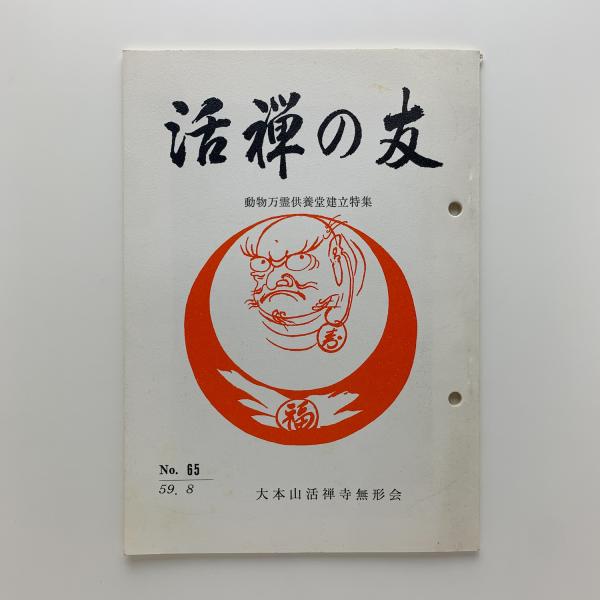 活禅の友
動物万霊供養堂建立特集
寿
福
No. 65
59. 8
大本山活禅寺無形会